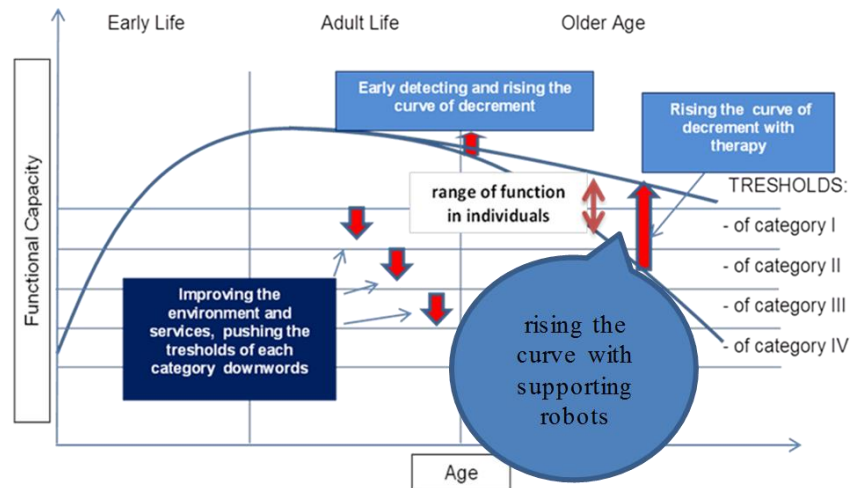 Early Life
Adult Life
Older Age
Early detecting and rising the
curve of decrement
Rising the curve of
decrement with
therapy
range of function
in individuals
TRESHOLDS:
- of category I
- of category II
- of category III
- of category IV
Functional Capacity
Improving the
environment and
services, pushing the
tresholds of each
category downwords
rising the
curve with
supporting
robots
Age